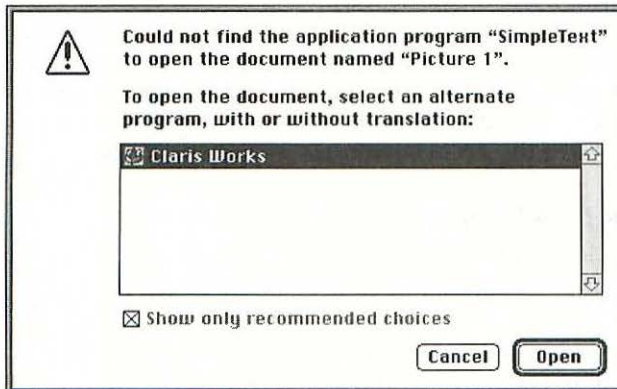 Could not find the application program “SimpleText”
to open the document named “Picture 1”.
To open the document, select an alternate
program, with or without translation:
Claris Works
Show only recommended choices
Cancel
Open